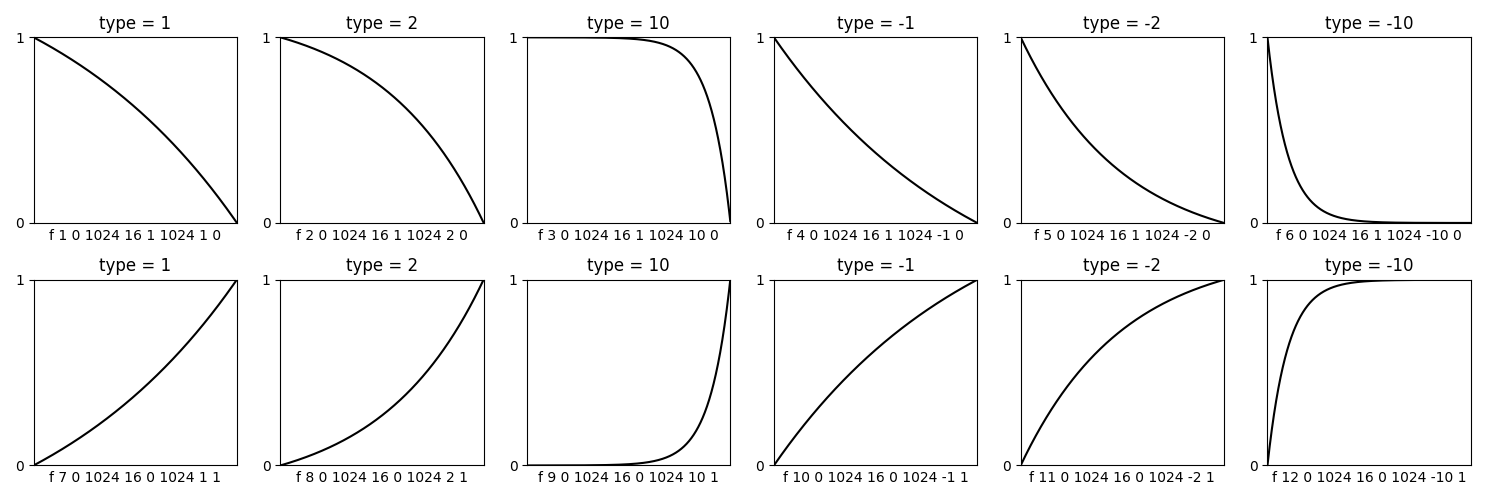 type = 1 type = 2 type = 10 type = -1 type = -2 type = -10
1 1 1 1 1 1
0 0 0 0 0 0
f 1 0 1024 16 1 1024 1 0 f 2 0 1024 16 1 1024 2 0 f 3 0 1024 16 1 1024 10 0 f 4 0 1024 16 1 1024 -1 0 f 5 0 1024 16 1 1024 -2 0 f 6 0 1024 16 1 1024 -10 0
type = 1 type = 2 type = 10 type = -1 type = -2 type = -10
1 1 1 1 1 1
0 0 0 0 0 0
f 7 0 1024 16 0 1024 1 1 f 8 0 1024 16 0 1024 2 1 f 9 0 1024 16 0 1024 10 1 f 10 0 1024 16 0 1024 -1 1 f 11 0 1024 16 0 1024 -2 1 f 12 0 1024 16 0 1024 -10 1